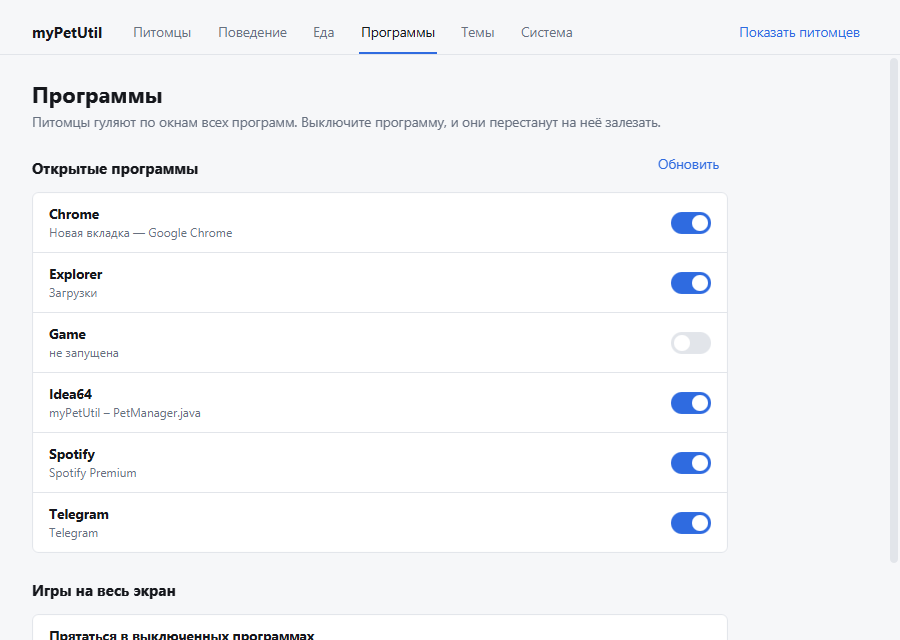 myPetUtil Питомцы Поведение Еда Программы Темы Система Показать питомцев
Программы
Питомцы гуляют по окнам всех программ. Выключите программу, и они перестанут на неё залезать.
Открытые программы Обновить
Chrome
Новая вкладка — Google Chrome
Explorer
Загрузки
Game
не запущена
Idea64
myPetUtil – PetManager.java
Spotify
Spotify Premium
Telegram
Telegram
Игры на весь экран
Прятаться в выключенных программах